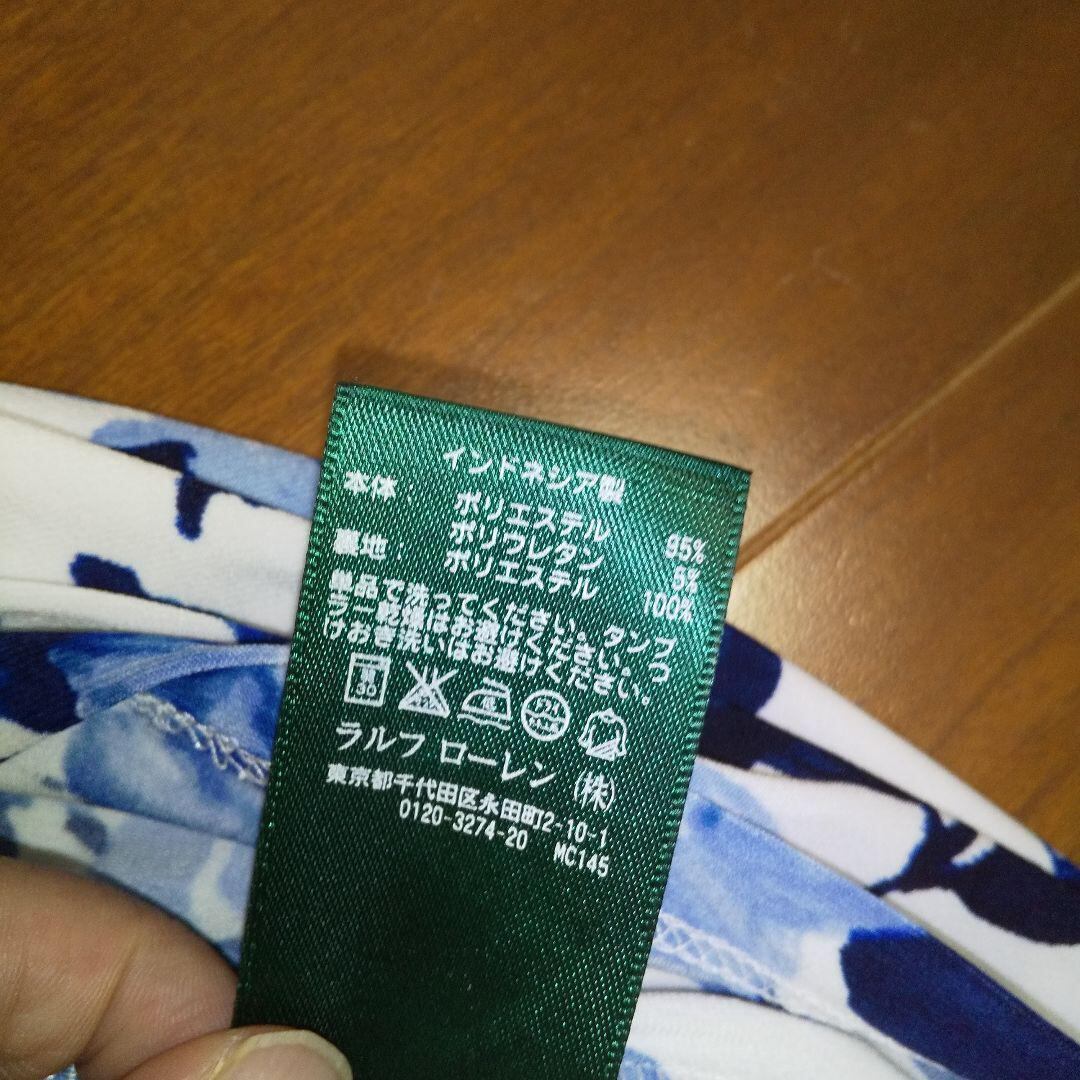 インドネシア製
本体： ポリエステル 95%
ポリウレタン 5%
裏地： ポリエステル 100%
単品で洗ってください。タンブ
ラー乾燥はお避けください。つ
けおき洗いはお避けください。
30 中
ラルフ ローレン (株)
東京都千代田区永田町2-10-1
0120-3274-20 MC145